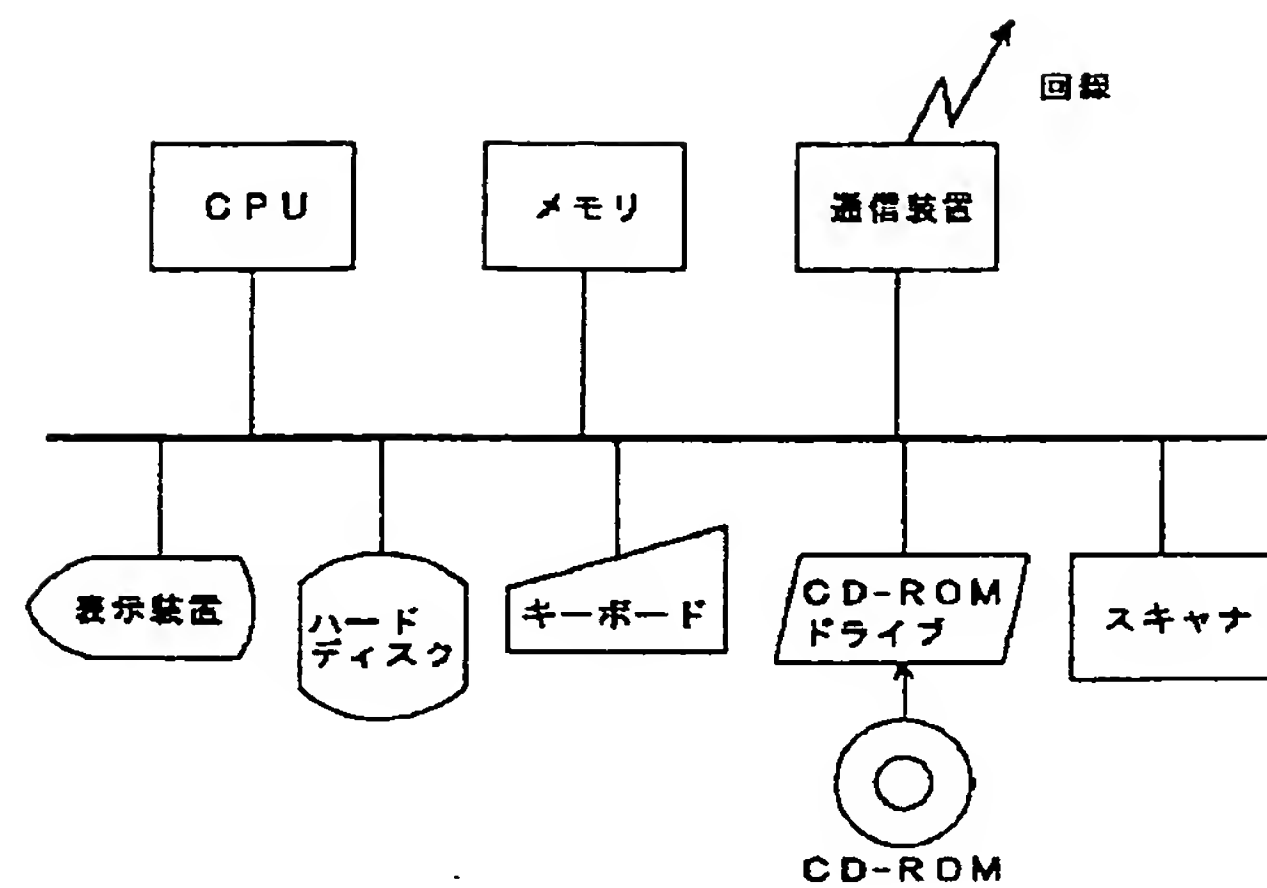 回線
CPU
メモリ
通信装置
表示装置
ハード
ディスク
キーボード
CD-ROM
ドライブ
スキャナ
CD-ROM